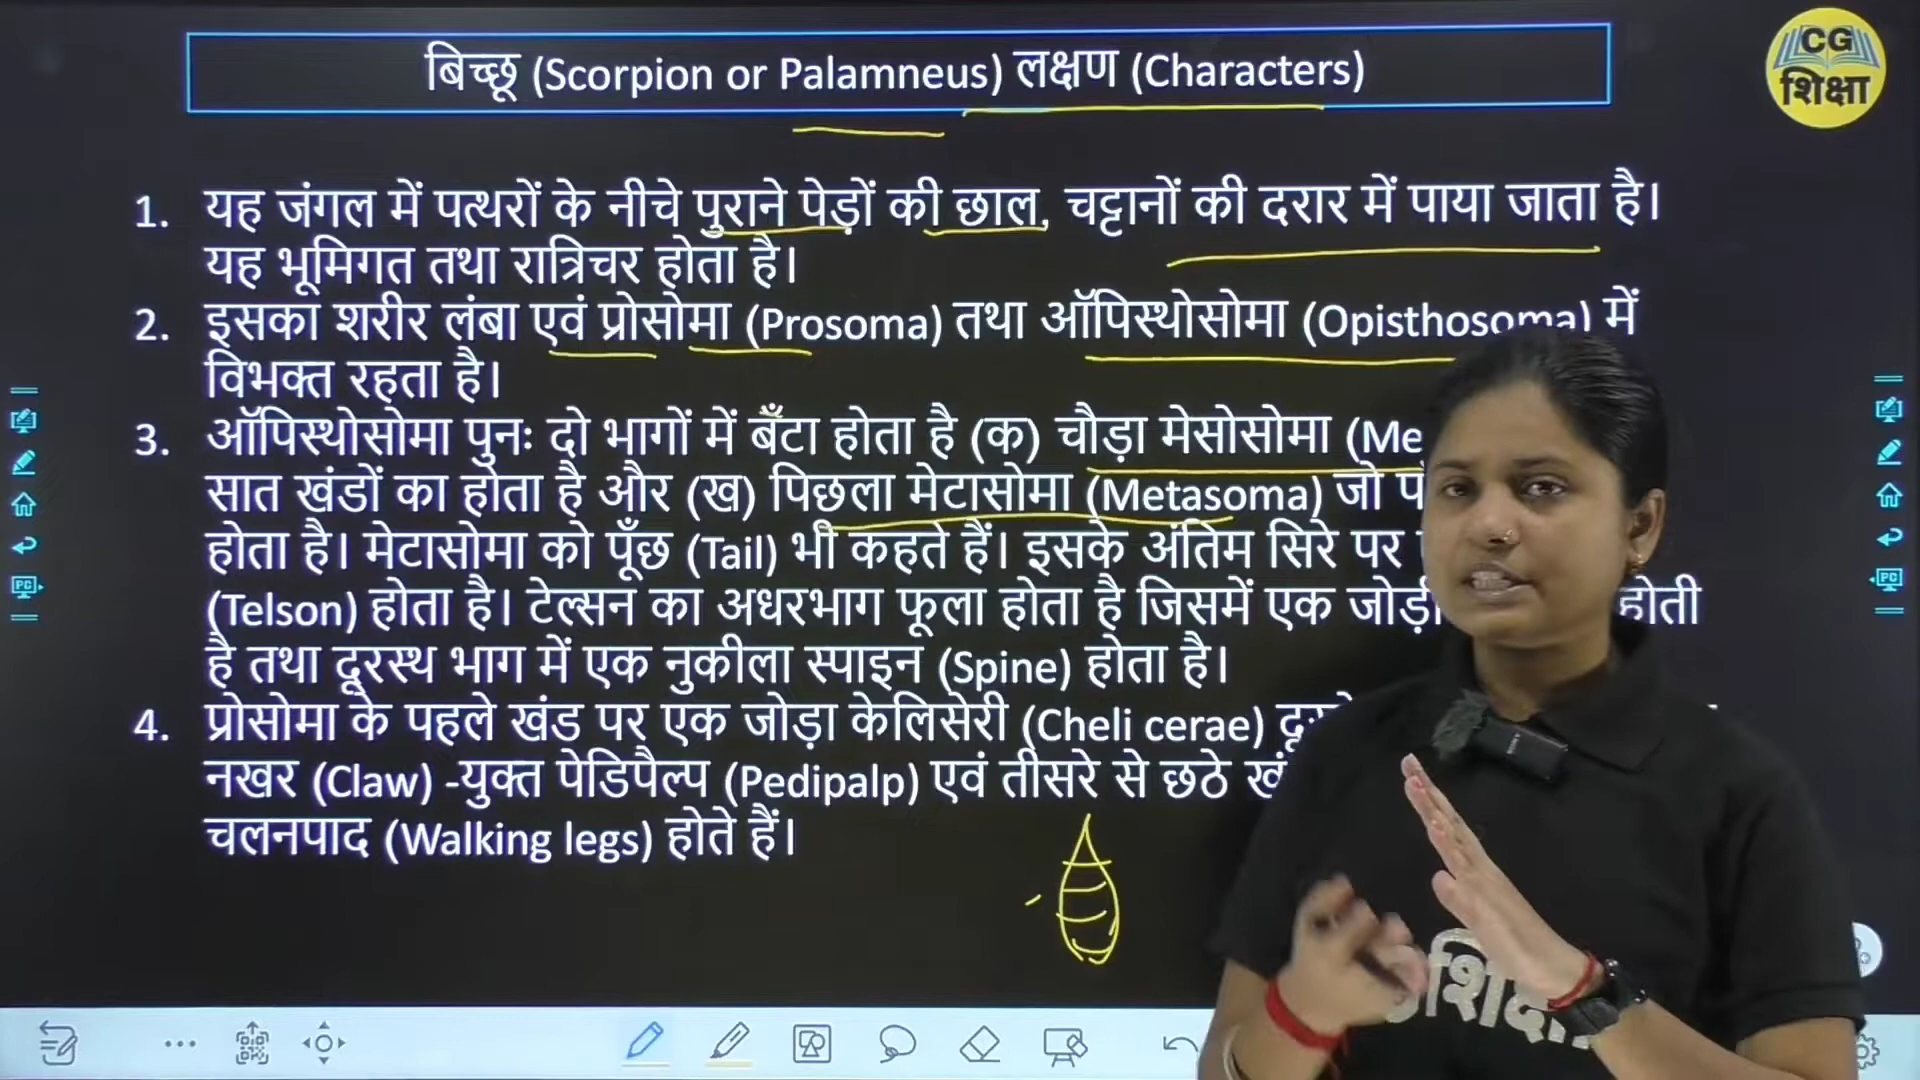 बिच्छू (Scorpion or Palamneus) लक्षण (Characters)
CG
शिक्षा
1. यह जंगल में पत्थरों के नीचे पुराने पेड़ों की छाल, चट्टानों की दरार में पाया जाता है।
यह भूमिगत तथा रात्रिचर होता है।
2. इसका शरीर लंबा एवं प्रोसोमा (Prosoma) तथा ऑपिस्थोसोमा (Opisthosoma) में
विभक्त रहता है।
3. ऑपिस्थोसोमा पुनः दो भागों में बँटा होता है (क) चौड़ा मेसोसोमा
सात खंडों का होता है और (ख) पिछला मेटासोमा (Metasoma) जो
होता है। मेटासोमा को पूँछ (Tail) भी कहते हैं। इसके अंतिम सिरे पर
(Telson) होता है। टेल्सन का अधरभाग फूला होता है जिसमें एक जोड़ी होती
है तथा दूरस्थ भाग में एक नुकीला स्पाइन (Spine) होता है।
4. प्रोसोमा के पहले खंड पर एक जोड़ा केलिसेरी (Cheli cerae)
नखर (Claw) -युक्त पेडिपैल्प (Pedipalp) एवं तीसरे से छठे
चलनपाद (Walking legs) होते हैं।
PC
PC